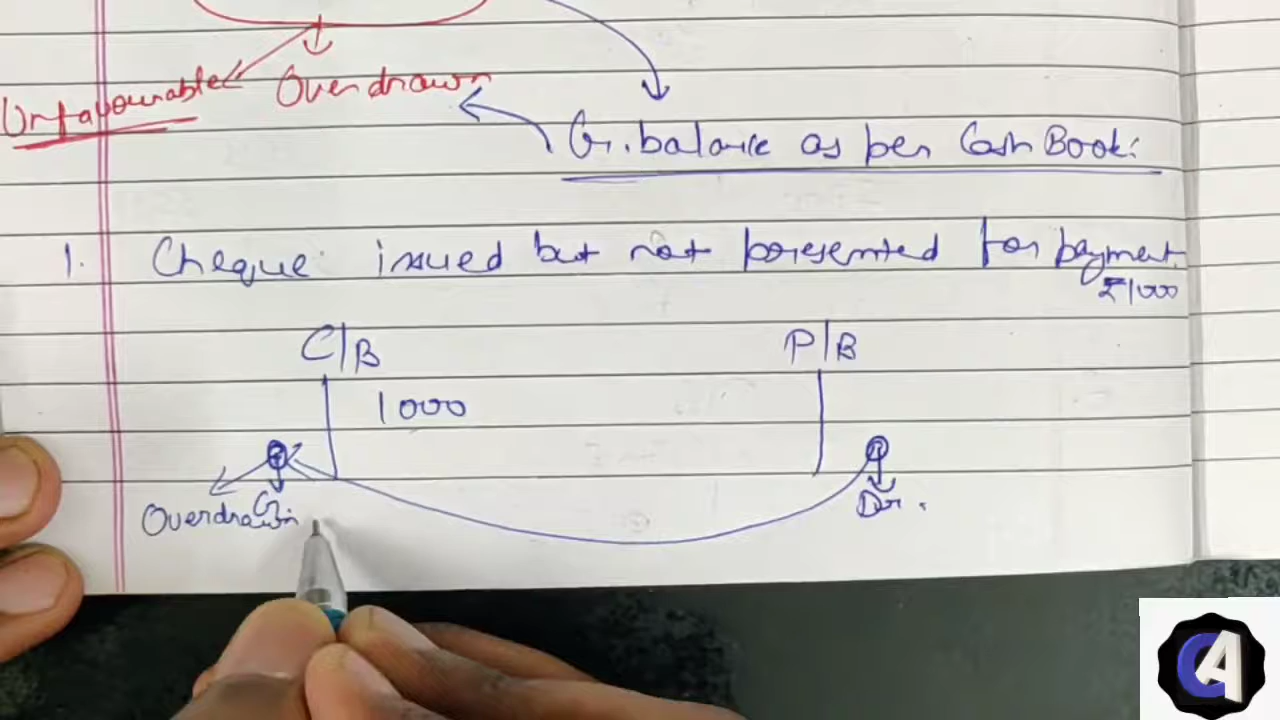 Unfavourable Overdrawn
Cr. balance as per Cash Book:
1. Cheque issued but not presented for payment
₹1000
C/B P/B
1000
Overdrawn Cr Dr.
CA